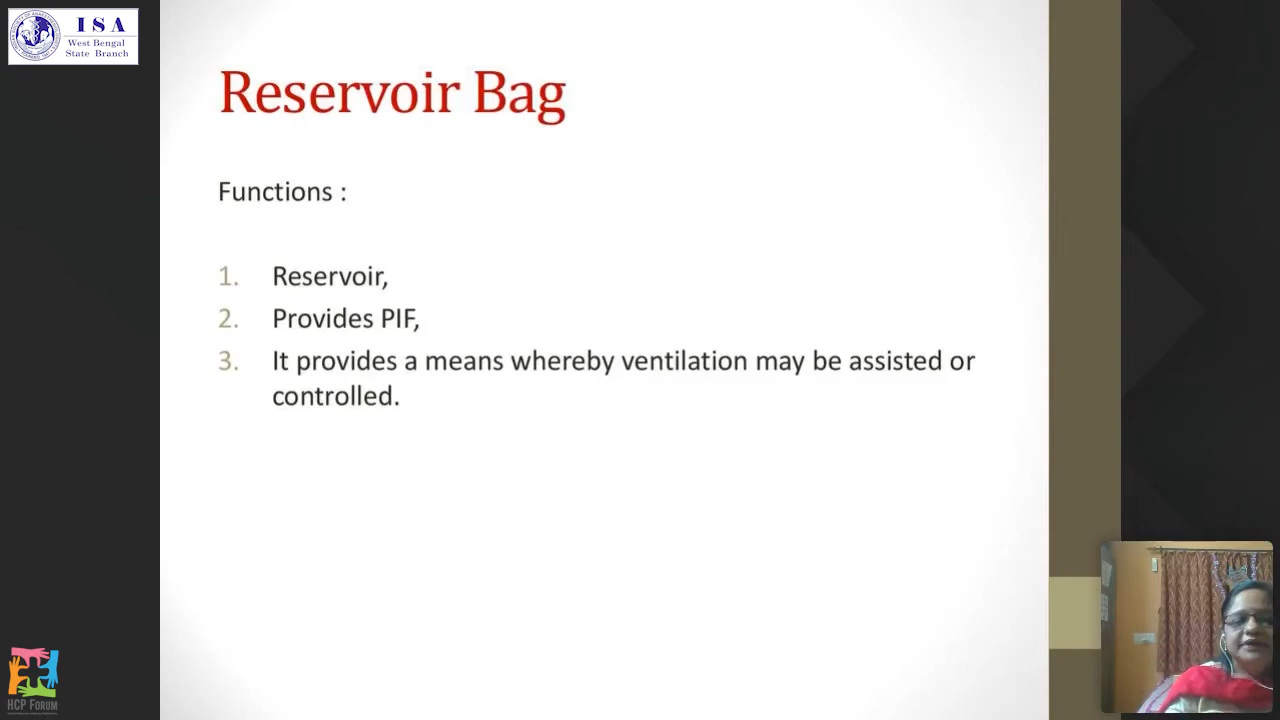 I S A
West Bengal
State Branch
Reservoir Bag
Functions :
1. Reservoir,
2. Provides PIF,
3. It provides a means whereby ventilation may be assisted or
controlled.
HCP FORUM